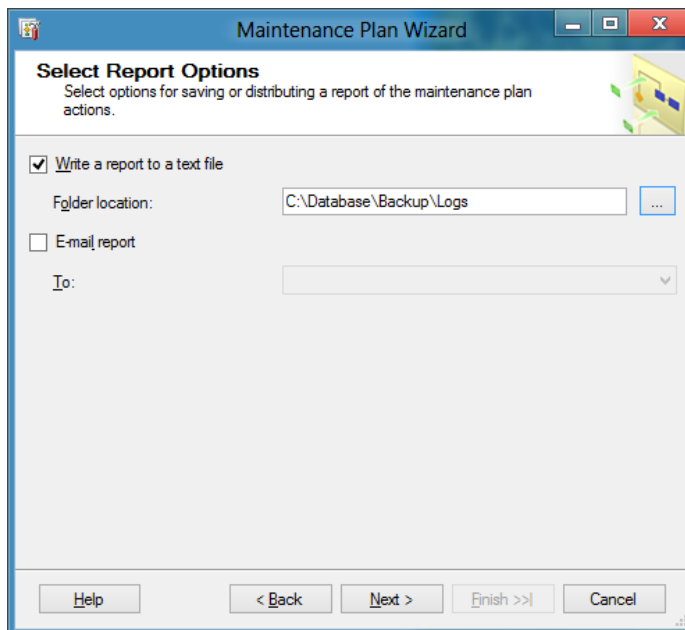 Maintenance Plan Wizard
Select Report Options
Select options for saving or distributing a report of the maintenance plan
actions.
Write a report to a text file
Folder location: C:\Database\Backup\Logs ...
E-mail report
To:
Help < Back Next > Finish >>| Cancel